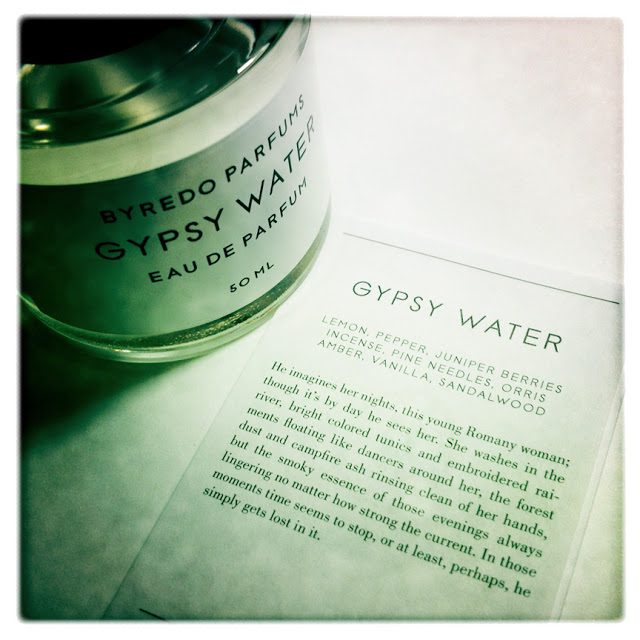 BYREDO PARFUMS
GYPSY WATER
EAU DE PARFUM
50 ML
GYPSY WATER
LEMON, PEPPER, JUNIPER BERRIES
INCENSE, PINE NEEDLES, ORRIS
AMBER, VANILLA, SANDALWOOD
He imagines her nights, this young Romany woman;
though it's by day he sees her. She washes in the
river, bright colored tunics and embroidered rai-
ments floating like dancers around her, the forest
dust and campfire ash rinsing clean of her hands,
but the smoky essence of those evenings always
lingering no matter how strong the current. In those
moments time seems to stop, or at least, perhaps, he
simply gets lost in it.